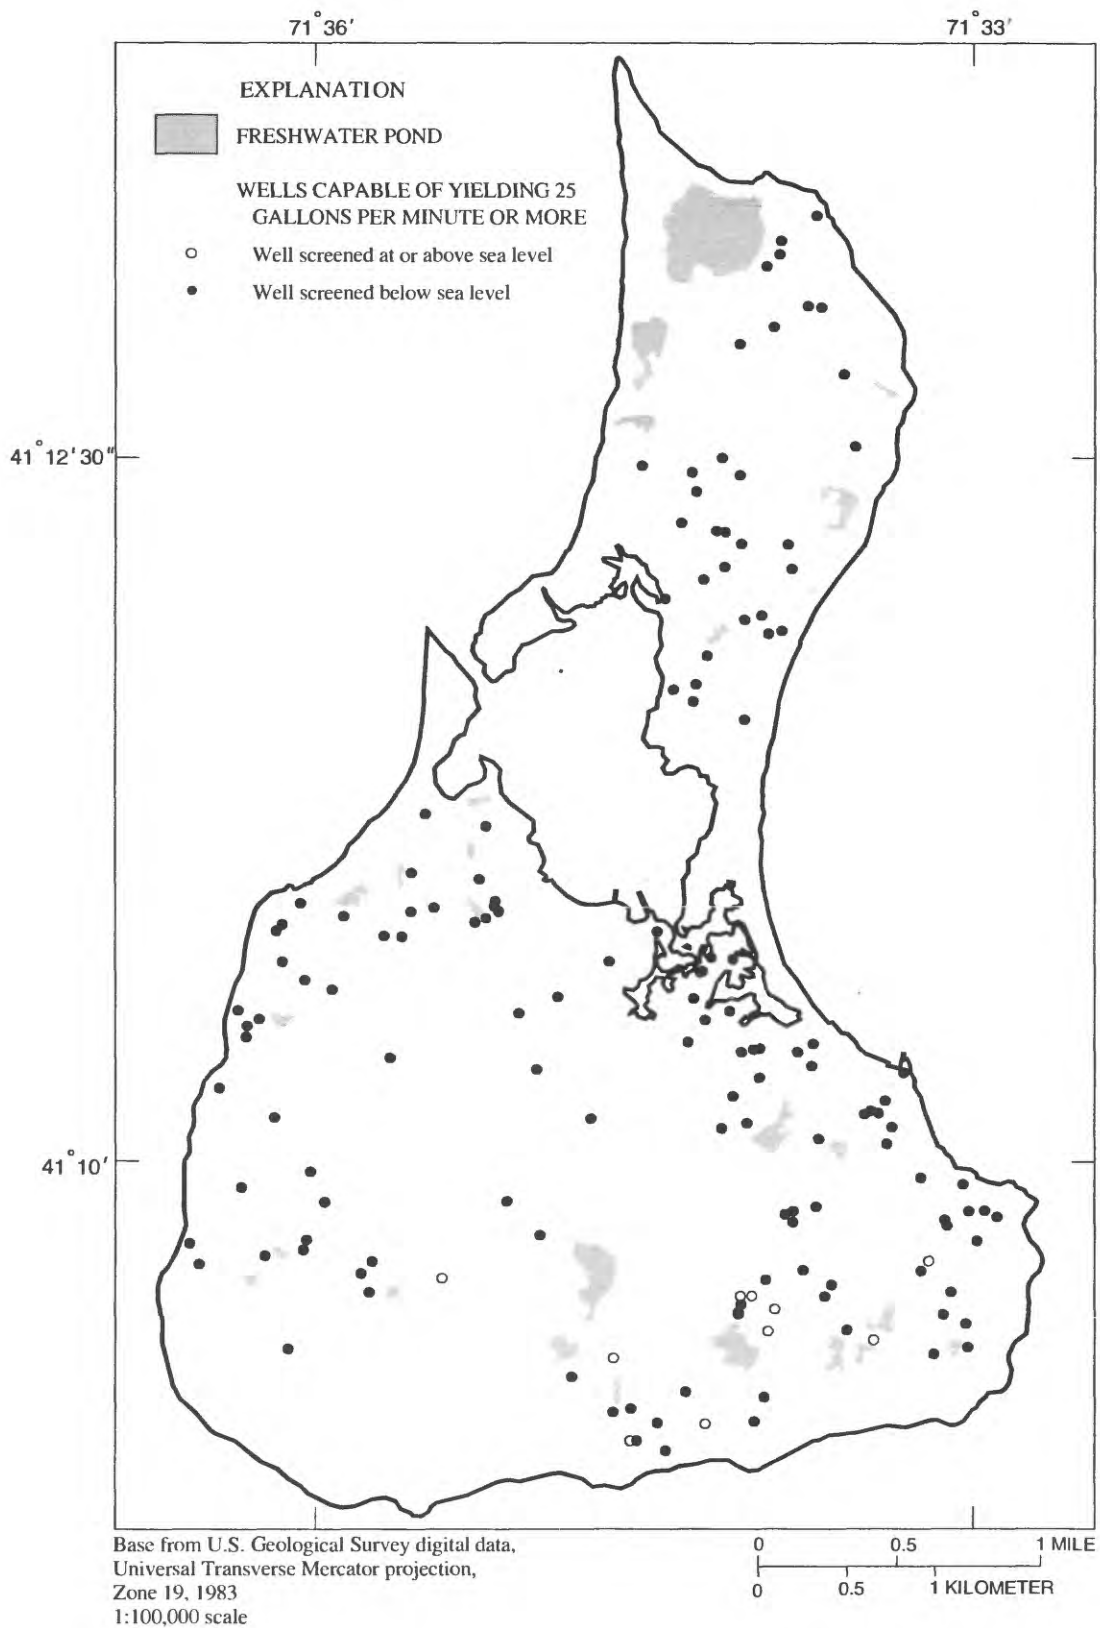 71°36' 71°33'
EXPLANATION
FRESHWATER POND
WELLS CAPABLE OF YIELDING 25
GALLONS PER MINUTE OR MORE
Well screened at or above sea level
Well screened below sea level
41°12'30"
41°10'
Base from U.S. Geological Survey digital data,
Universal Transverse Mercator projection,
Zone 19, 1983
1:100,000 scale
0 0.5 1 MILE
0 0.5 1 KILOMETER